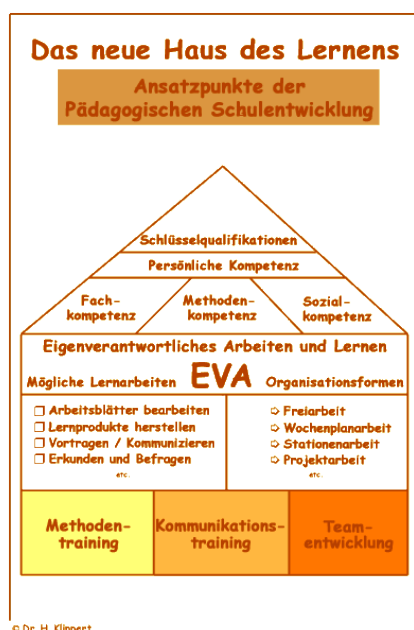 Das neue Haus des Lernens
Ansatzpunkte der
Pädagogischen Schulentwicklung
Schlüsselqualifikationen
Persönliche Kompetenz
Fach-
kompetenz
Methoden-
kompetenz
Sozial-
kompetenz
Eigenverantwortliches Arbeiten und Lernen
Mögliche Lernarbeiten EVA Organisationsformen
❐ Arbeitsblätter bearbeiten
❐ Lernprodukte herstellen
❐ Vortragen / Kommunizieren
❐ Erkunden und Befragen
etc.
➩ Freiarbeit
➩ Wochenplanarbeit
➩ Stationenarbeit
➩ Projektarbeit
etc.
Methoden-
training
Kommunikations-
training
Team-
entwicklung
© Dr. H. Klippert